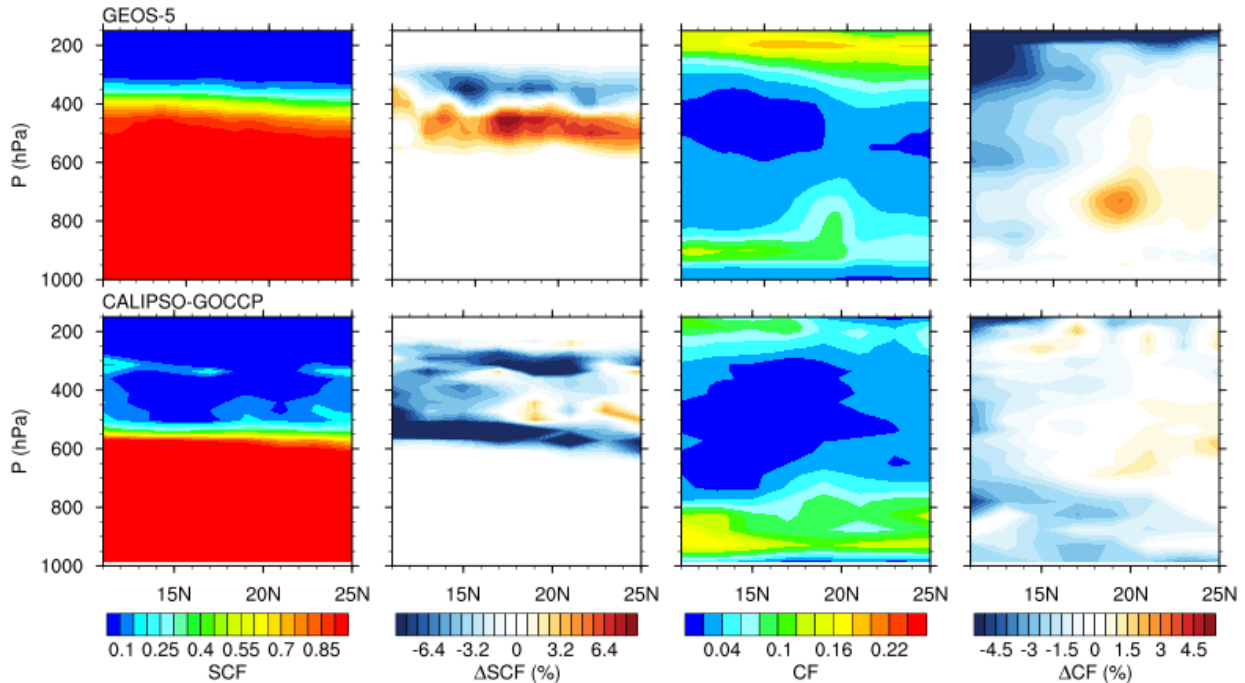 GEOS-5
P (hPa)
200
400
600
800
1000
CALIPSO-GOCCP
P (hPa)
200
400
600
800
1000
15N 20N 25N 15N 20N 25N 15N 20N 25N 15N 20N 25N
0.1 0.25 0.4 0.55 0.7 0.85 -6.4 -3.2 0 3.2 6.4 0.04 0.1 0.16 0.22 -4.5 -3 -1.5 0 1.5 3 4.5
SCF ΔSCF (%) CF ΔCF (%)